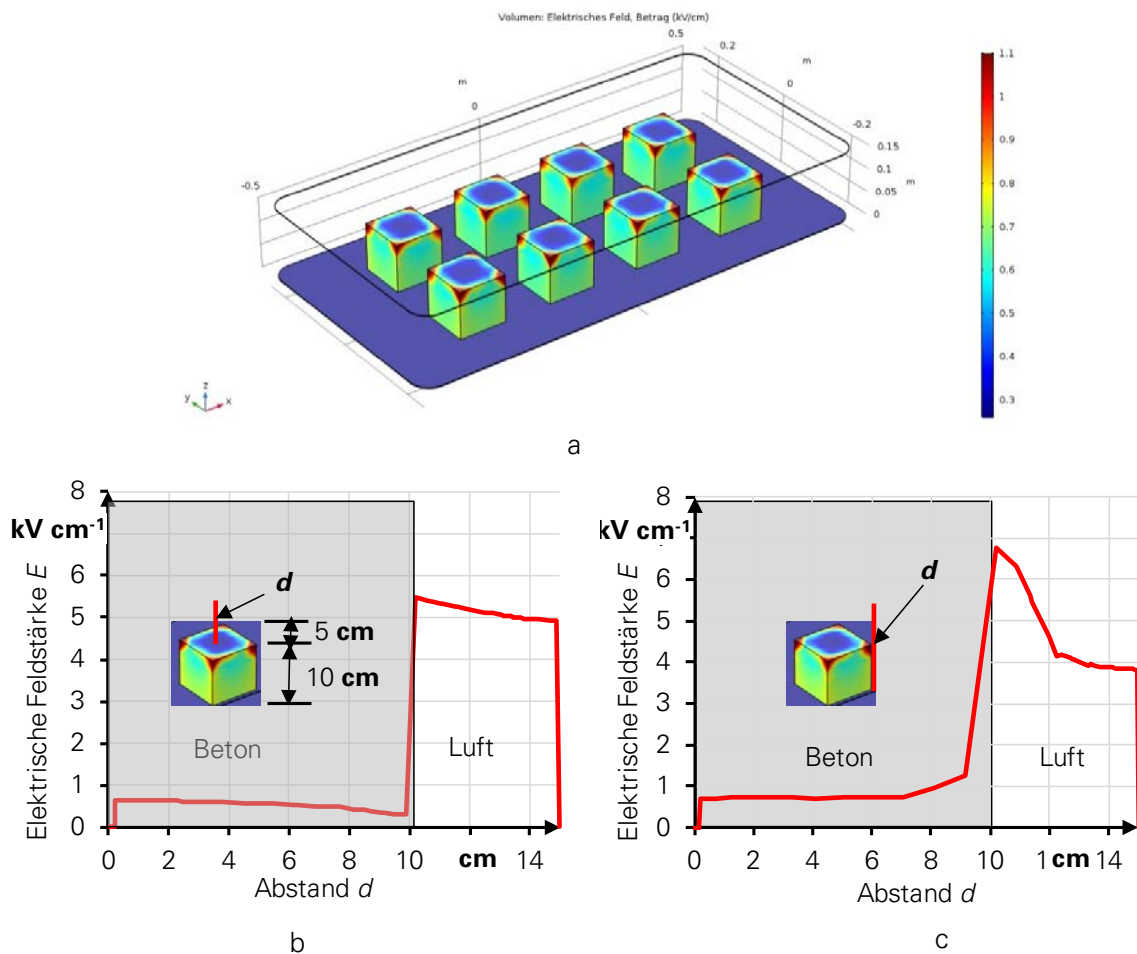 Volumen: Elektrisches Feld, Betrag (kV/cm)
0.5
0.2
m
0
m
0
-0.2
-0.5
0.15
0.1
0.05
m
0
1.1
1
0.9
0.8
0.7
0.6
0.5
0.4
0.3
z
y
x
a
8
kV cm-1
6
5
4
3
2
1
0
Elektrische Feldstärke E
d
5 cm
10 cm
Beton
Luft
0 2 4 6 8 10 cm 14
Abstand d
b
8
kV cm-1
6
5
4
3
2
1
0
Elektrische Feldstärke E
d
Beton
Luft
0 2 4 6 8 10 1 cm 14
Abstand d
c